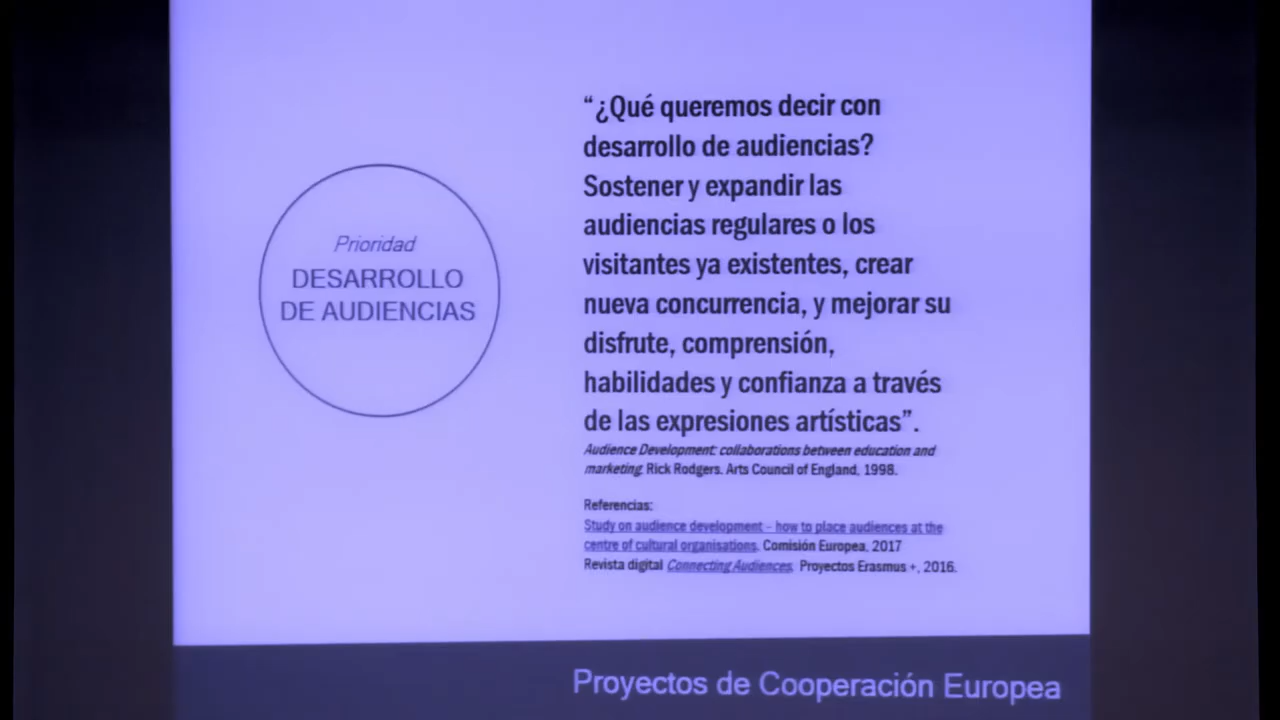 Prioridad
DESARROLLO
DE AUDIENCIAS
“¿Qué queremos decir con
desarrollo de audiencias?
Sostener y expandir las
audiencias regulares o los
visitantes ya existentes, crear
nueva concurrencia, y mejorar su
disfrute, comprensión,
habilidades y confianza a través
de las expresiones artísticas”.
Audience Development: collaborations between education and
marketing. Rick Rodgers. Arts Council of England, 1998.
Referencias:
Study on audience development – how to place audiences at the
centre of cultural organisations. Comisión Europea, 2017
Revista digital Connecting Audiences. Proyectos Erasmus +, 2016.
Proyectos de Cooperación Europea